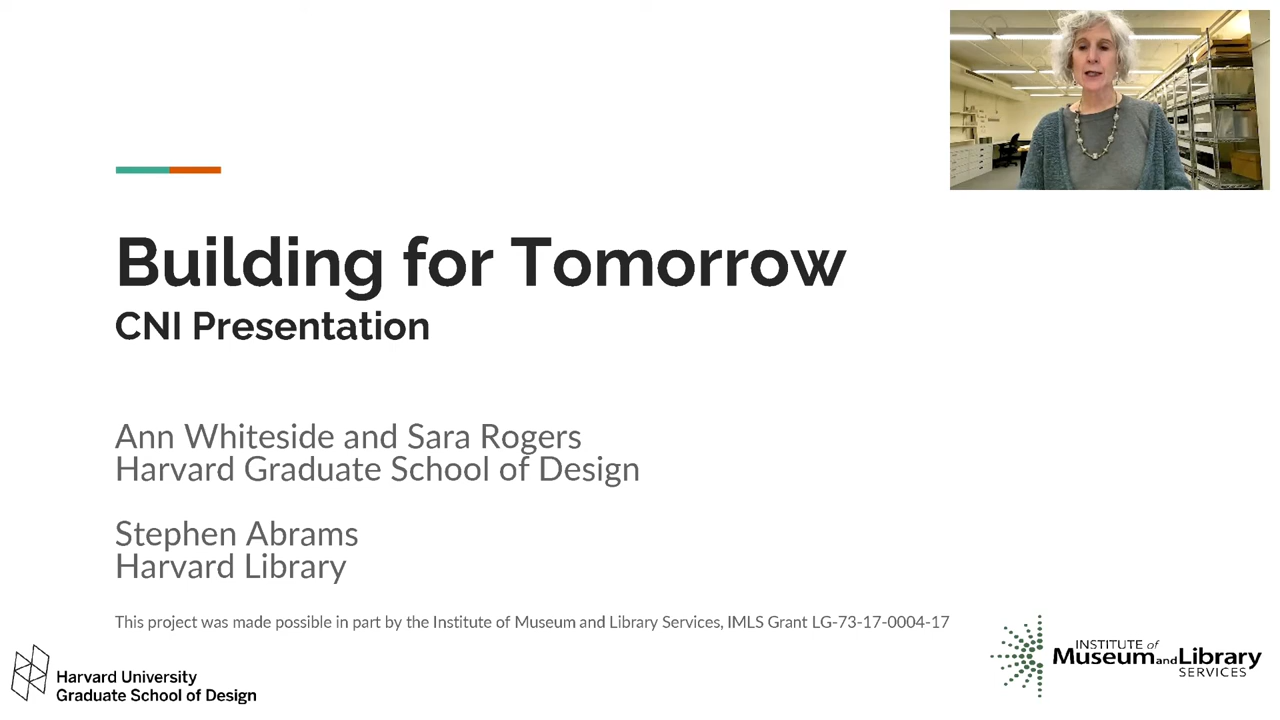 Building for Tomorrow
CNI Presentation
Ann Whiteside and Sara Rogers
Harvard Graduate School of Design
Stephen Abrams
Harvard Library
This project was made possible in part by the Institute of Museum and Library Services, IMLS Grant LG-73-17-0004-17
Harvard University
Graduate School of Design
INSTITUTE of
Museum and Library
SERVICES